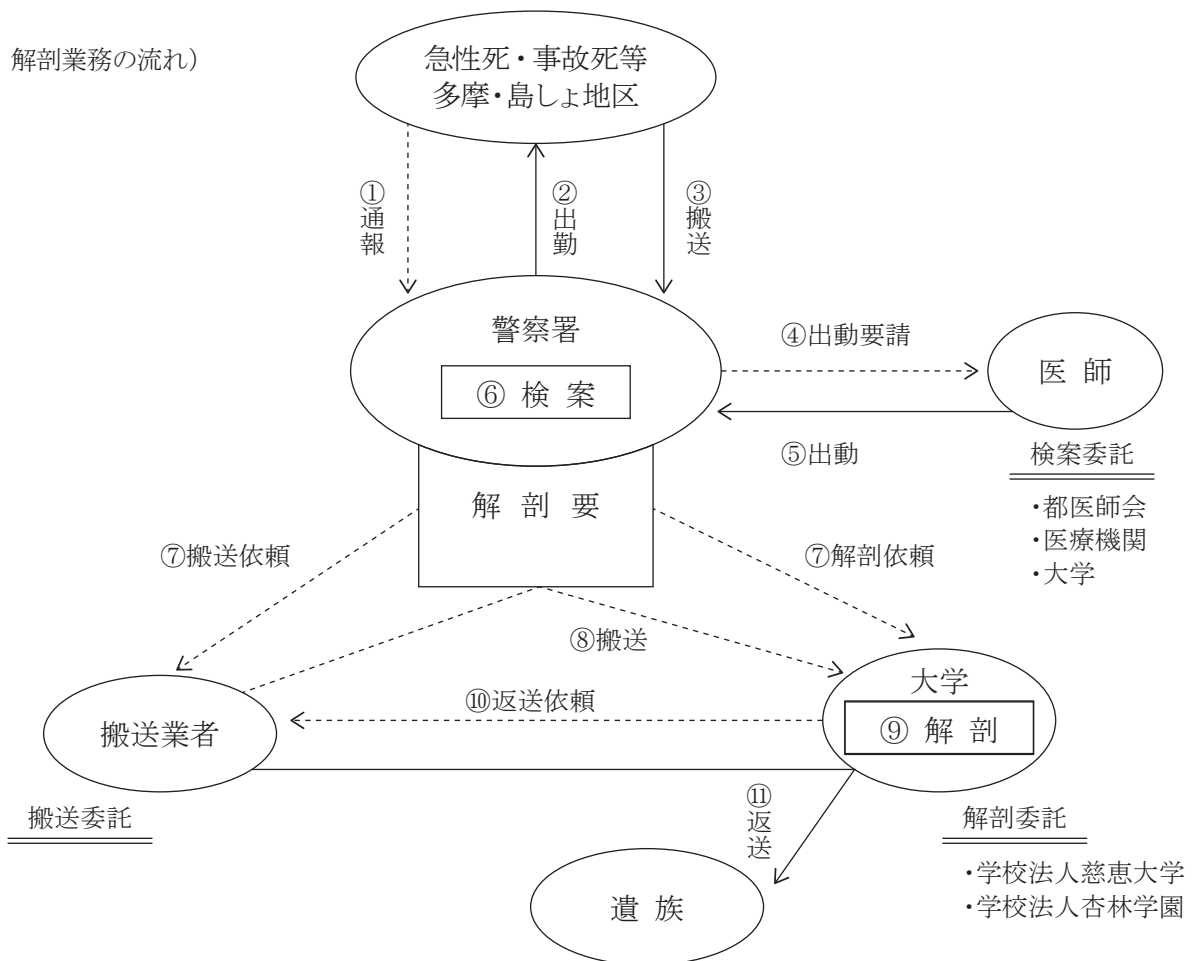 解剖業務の流れ）
急性死・事故死等
多摩・島しょ地区
①通報
②出勤
③搬送
警察署
⑥ 検 案
④出動要請
医 師
⑤出動
検案委託
・都医師会
・医療機関
・大学
解 剖 要
⑦搬送依頼
⑦解剖依頼
⑧搬送
大学
⑨ 解 剖
⑩返送依頼
搬送業者
搬送委託
⑪返送
解剖委託
・学校法人慈恵大学
・学校法人杏林学園
遺 族